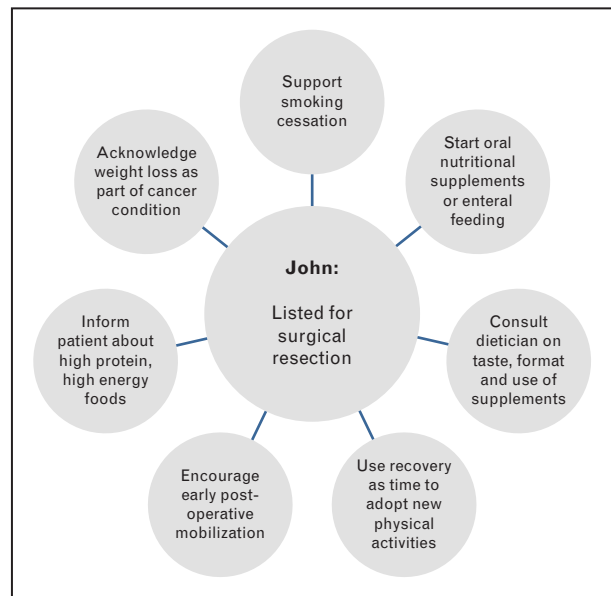 Support
smoking
cessation
Start oral
nutritional
supplements
or enteral
feeding
Consult
dietician on
taste, format
and use of
supplements
Use recovery
as time to
adopt new
physical
activities
Encourage
early post-
operative
mobilization
Inform
patient about
high protein,
high energy
foods
Acknowledge
weight loss as
part of cancer
condition
John:
Listed for
surgical
resection